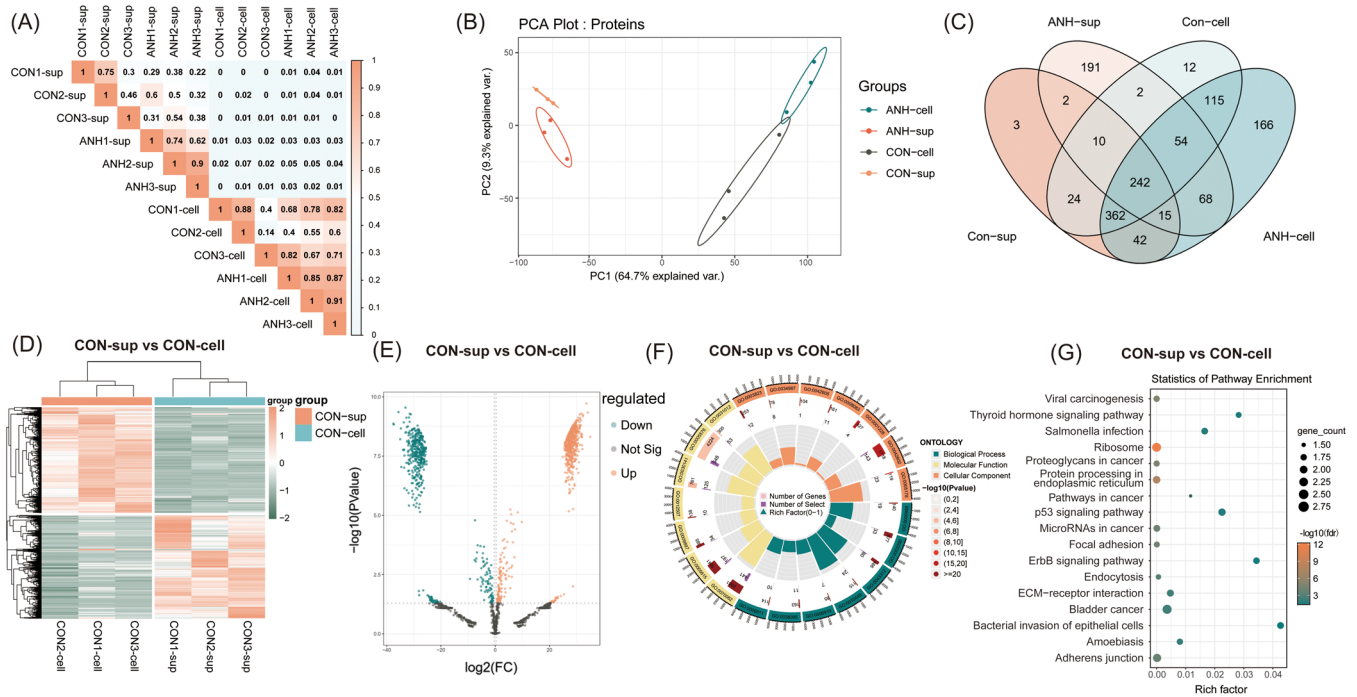 (A)
CON1-sup
CON2-sup
CON3-sup
ANH1-sup
ANH2-sup
ANH3-sup
CON1-cell
CON2-cell
CON3-cell
ANH1-cell
ANH2-cell
ANH3-cell
CON1-sup 1 0.75 0.3 0.29 0.38 0.22 0 0 0 0.01 0.04 0.01
CON2-sup 1 0.46 0.6 0.5 0.32 0 0.02 0 0 0.04 0.01
CON3-sup 1 0.31 0.54 0.38 0 0 0 0 0.01 0
ANH1-sup 1 0.74 0.62 0.01 0.03 0.02 0.02 0.03 0.02
ANH2-sup 1 0.9 0.02 0.07 0.02 0.05 0.05 0.04
ANH3-sup 1 0 0.01 0.01 0.03 0.02 0.01
CON1-cell 1 0.88 0.4 0.68 0.78 0.82
CON2-cell 1 0.14 0.4 0.55 0.6
CON3-cell 1 0.82 0.67 0.71
ANH1-cell 1 0.85 0.87
ANH2-cell 1 0.91
ANH3-cell 1
1
0.9
0.8
0.7
0.6
0.5
0.4
0.3
0.2
0.1
0
(B)
PCA Plot : Proteins
PC2 (9.3% explained var.)
50
0
−50
−100 −50 0 50 100
PC1 (64.7% explained var.)
Groups
ANH−cell
ANH−sup
CON−cell
CON−sup
(C)
ANH−sup
Con−cell
191
12
2
2
115
3
10
54
166
242
24
362
15
68
42
Con−sup
ANH−cell
(D)
CON-sup vs CON-cell
group group
2
1
0
−1
−2
CON−sup
CON−cell
CON2−cell
CON1−cell
CON3−cell
CON1−sup
CON2−sup
CON3−sup
(E)
CON-sup vs CON-cell
−log10(PValue)
10.0
7.5
5.0
2.5
0.0
−40 −20 0 20
log2(FC)
regulated
Down
Not Sig
Up
(F)
CON-sup vs CON-cell
Number of Genes
Number of Select
Rich Factor(0−1)
ONTOLOGY
Biological Process
Molecular Function
Cellular Component
−log10(Pvalue)
(0,2]
(2,4]
(4,6]
(6,8]
(8,10]
(10,15]
(15,20]
>=20
(G)
CON-sup vs CON-cell
Statistics of Pathway Enrichment
Viral carcinogenesis
Thyroid hormone signaling pathway
Salmonella infection
Ribosome
Proteoglycans in cancer
Protein processing in
endoplasmic reticulum
Pathways in cancer
p53 signaling pathway
MicroRNAs in cancer
Focal adhesion
ErbB signaling pathway
Endocytosis
ECM−receptor interaction
Bladder cancer
Bacterial invasion of epithelial cells
Amoebiasis
Adherens junction
0 0.01 0.02 0.03 0.04
Rich factor
gene_count
1.50
1.75
2.00
2.25
2.50
2.75
-log10(fdr)
12
9
6
3